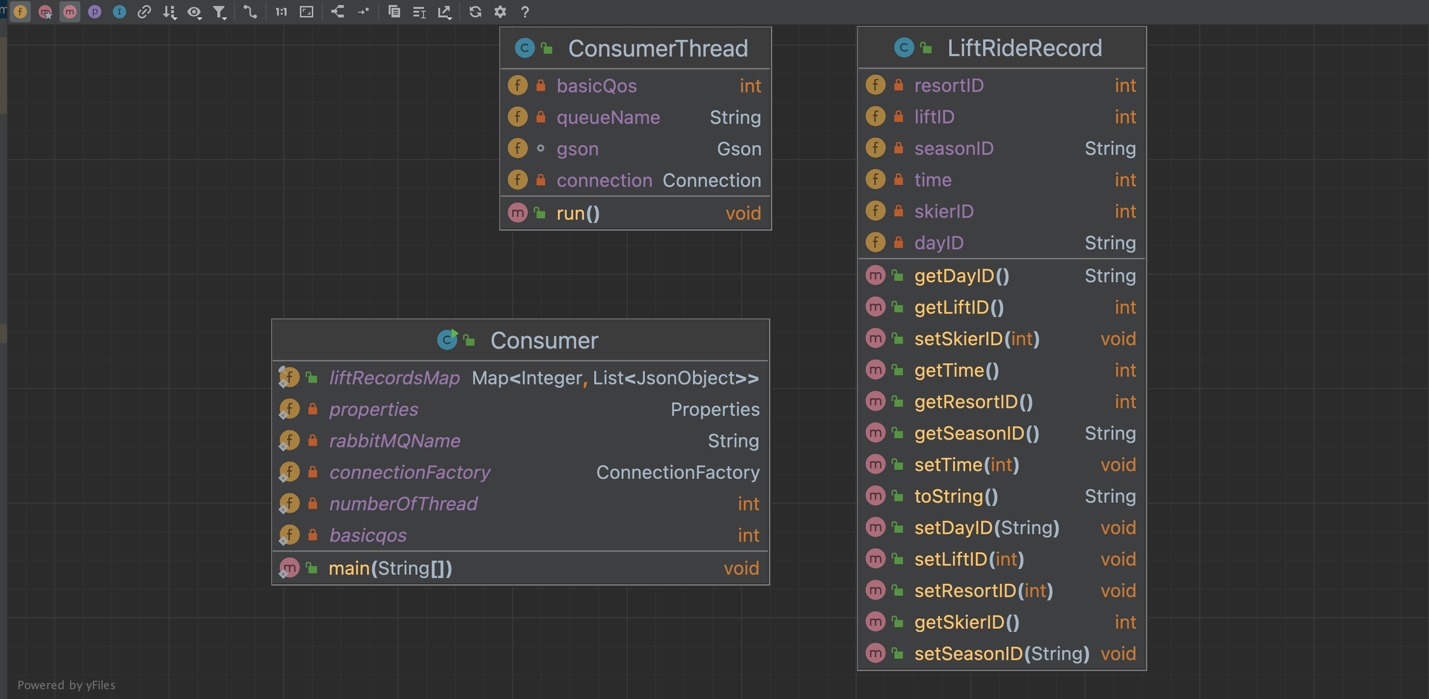 1:1
?
ConsumerThread
basicQos int
queueName String
gson Gson
connection Connection
run() void
LiftRideRecord
resortID int
liftID int
seasonID String
time int
skierID int
dayID String
getDayID() String
getLiftID() int
setSkierID(int) void
getTime() int
getResortID() int
getSeasonID() String
setTime(int) void
toString() String
setDayID(String) void
setLiftID(int) void
setResortID(int) void
getSkierID() int
setSeasonID(String) void
Consumer
liftRecordsMap Map<Integer, List<JsonObject>>
properties Properties
rabbitMQName String
connectionFactory ConnectionFactory
numberOfThread int
basicqos int
main(String[]) void
Powered by yFiles